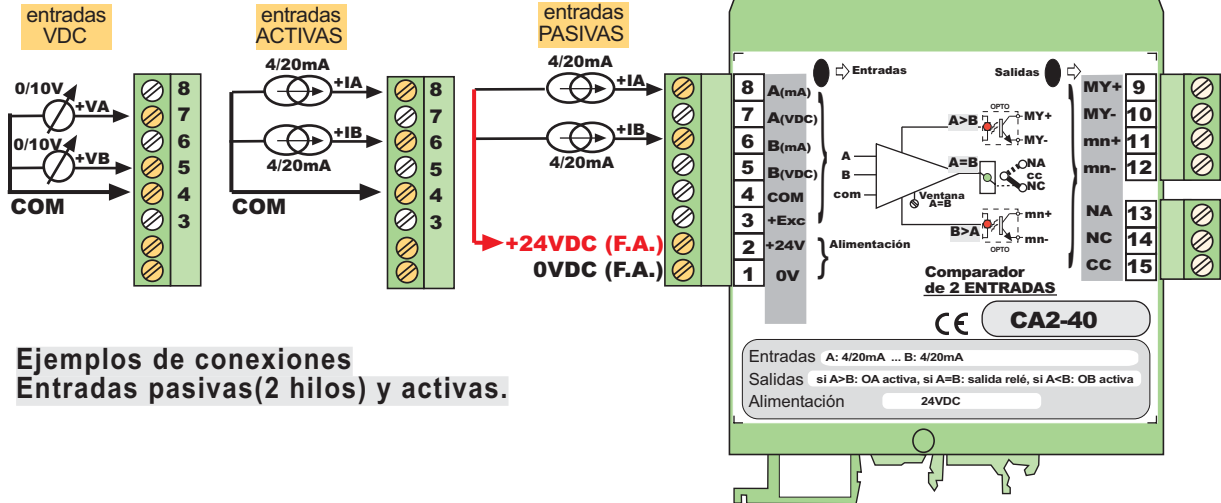 entradas
VDC
0/10V
+VA
0/10V
+VB
COM
8
7
6
5
4
3
entradas
ACTIVAS
4/20mA
+IA
+IB
4/20mA
COM
8
7
6
5
4
3
entradas
PASIVAS
4/20mA
+IA
+IB
4/20mA
+24VDC (F.A.)
0VDC (F.A.)
Entradas
Salidas
8 A(mA)
7 A(VDC)
6 B(mA)
5 B(VDC)
4 COM
3 +Exc
2 +24V
1 0V
Alimentación
A
B
com
A>B
OPTO
MY+
MY-
A=B
NA
cc
NC
Ventana
A=B
B>A
mn+
mn-
OPTO
MY+ 9
MY- 10
mn+ 11
mn- 12
NA 13
NC 14
CC 15
Comparador
de 2 ENTRADAS
CE
CA2-40
Entradas A: 4/20mA ... B: 4/20mA
Salidas si A>B: OA activa, si A=B: salida relé, si A<B: OB activa
Alimentación 24VDC
Ejemplos de conexiones
Entradas pasivas(2 hilos) y activas.